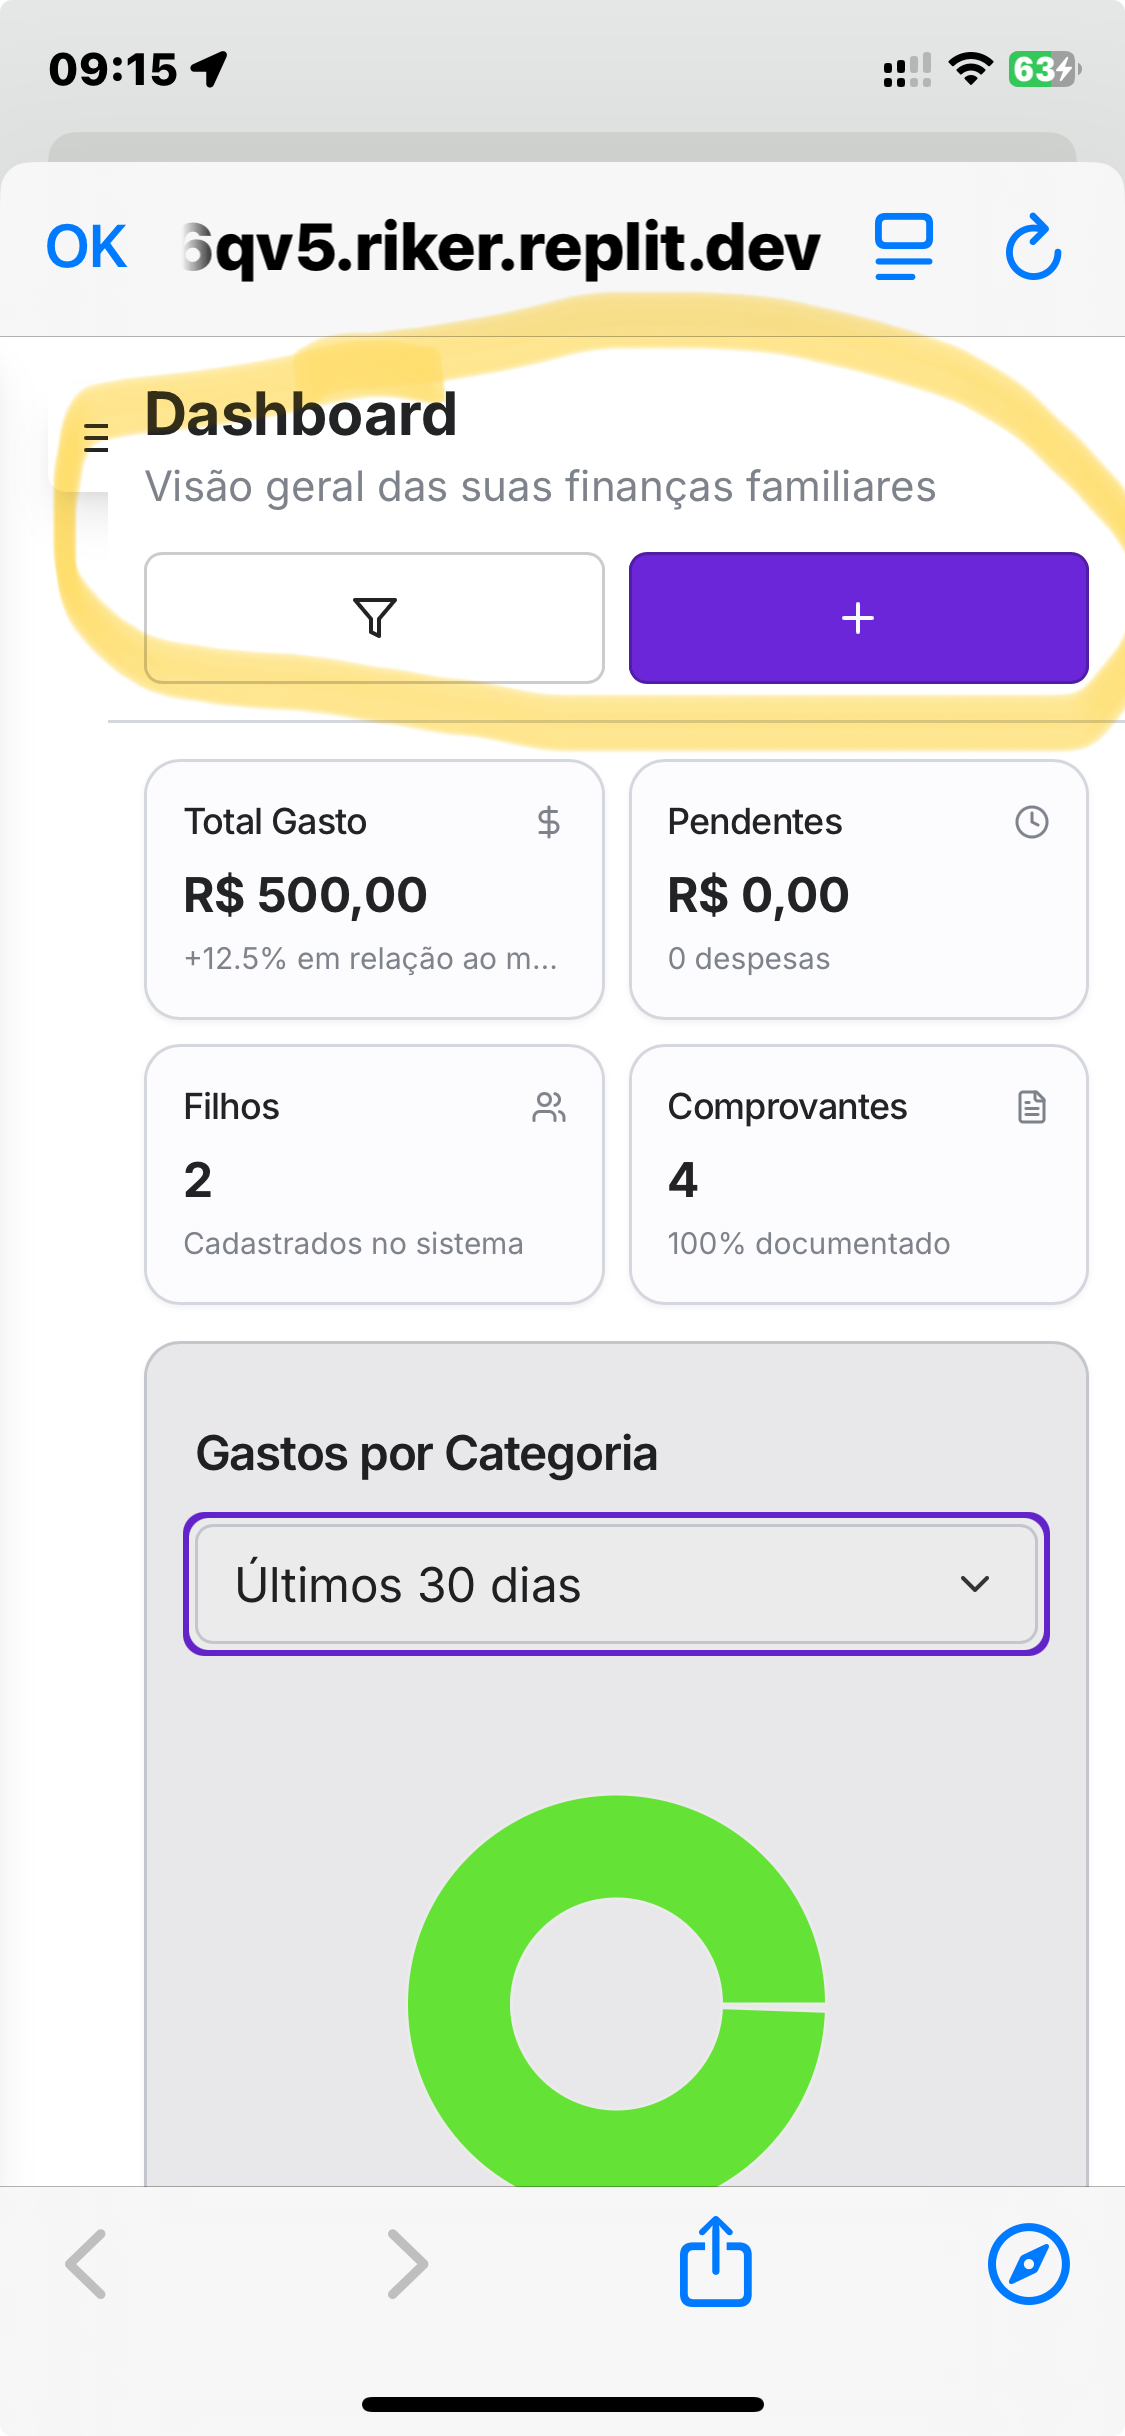 09:15
63
OK
6qv5.riker.replit.dev
Dashboard
Visão geral das suas finanças familiares
Total Gasto
R$ 500,00
+12.5% em relação ao m...
Pendentes
R$ 0,00
0 despesas
Filhos
2
Cadastrados no sistema
Comprovantes
4
100% documentado
Gastos por Categoria
Últimos 30 dias